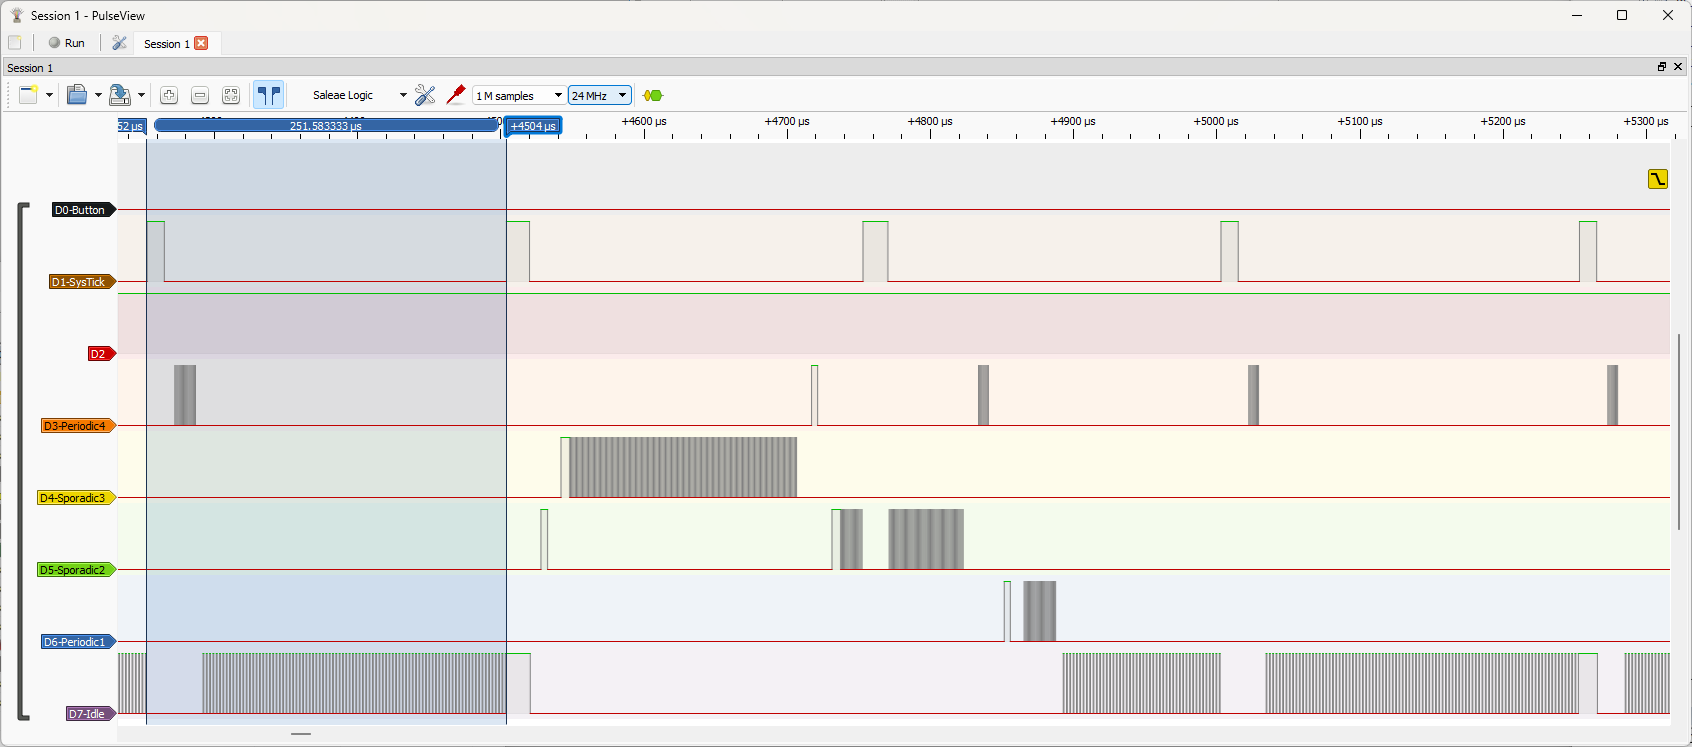 Session 1 - PulseView
Run
Session 1
Session 1
Saleae Logic
1 M samples
24 MHz
52 µs
251.583333 µs
+4504 µs
+4600 µs
+4700 µs
+4800 µs
+4900 µs
+5000 µs
+5100 µs
+5200 µs
+5300 µs
D0-Button
D1-SysTick
D2
D3-Periodic4
D4-Sporadic3
D5-Sporadic2
D6-Periodic1
D7-Idle